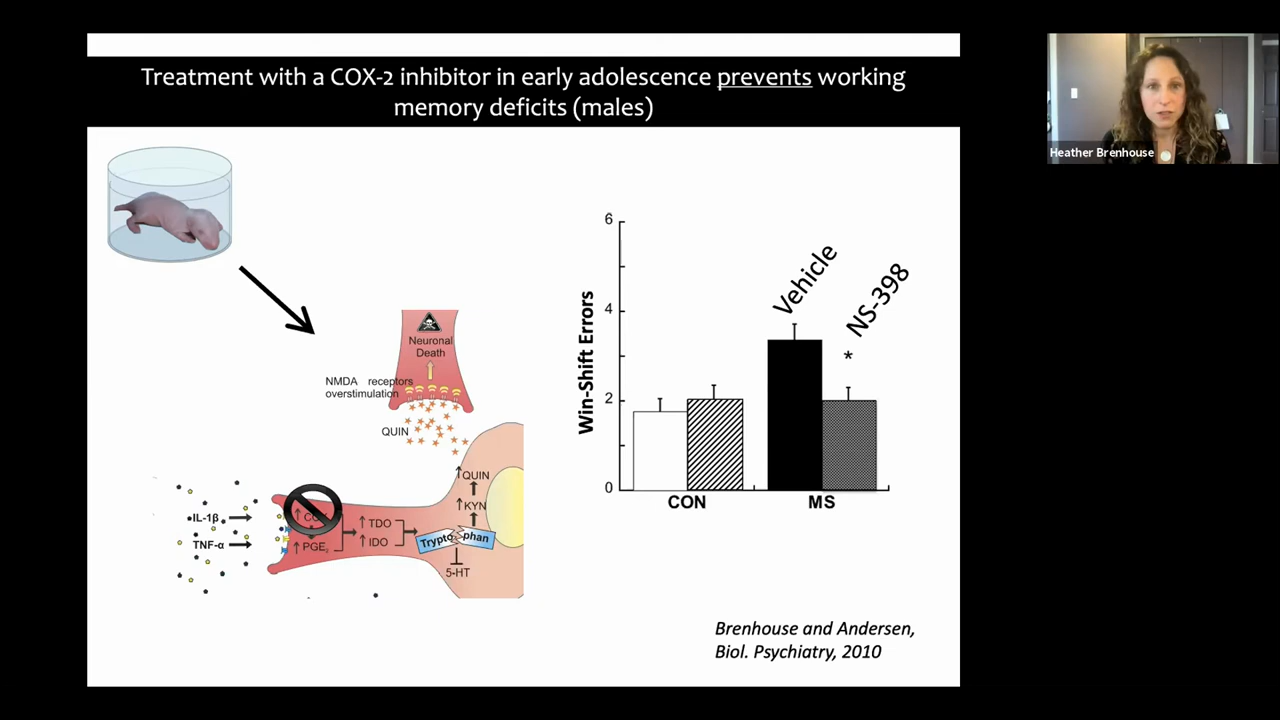 Treatment with a COX-2 inhibitor in early adolescence prevents working
memory deficits (males)
Heather Brenhouse
Neuronal
Death
NMDA receptors
overstimulation
QUIN
↑QUIN
↑KYN
IL-1β
TNF-α
↑PGE₂
↑TDO
↑IDO
Trypto phan
5-HT
Win-Shift Errors
6
4
2
0
Vehicle
NS-398
*
CON
MS
Brenhouse and Andersen,
Biol. Psychiatry, 2010